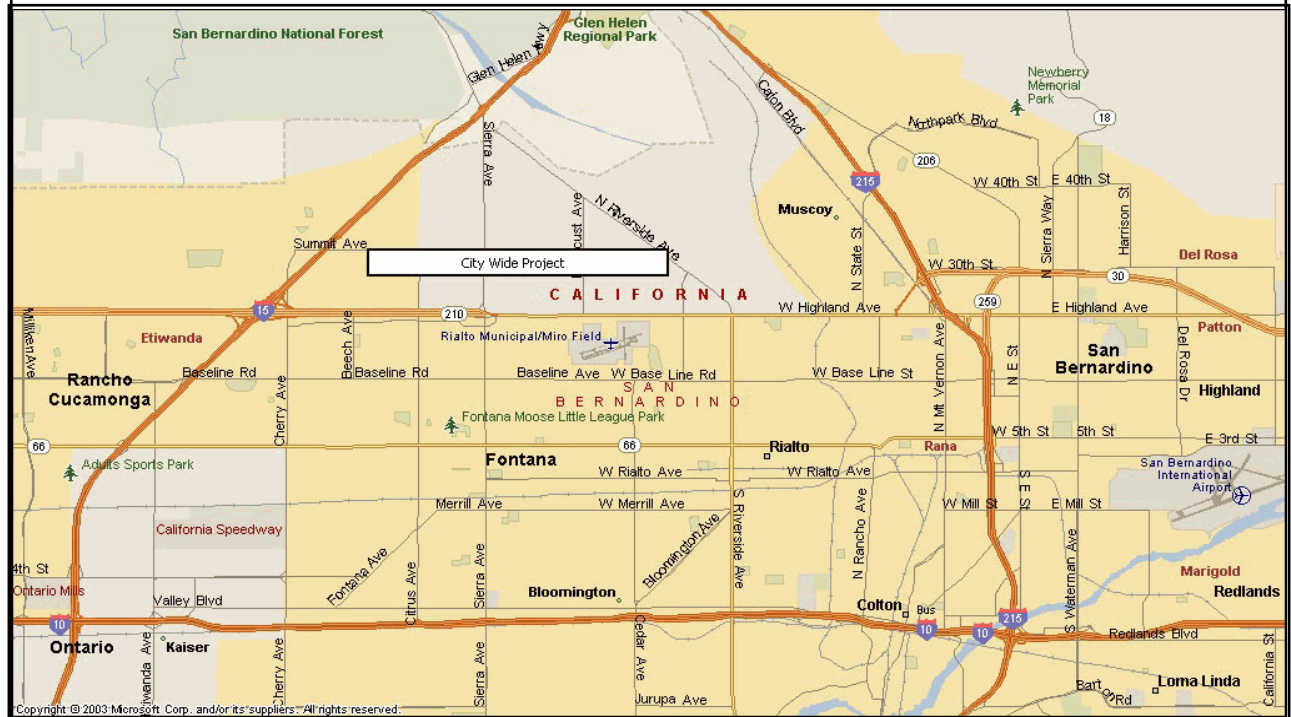 San Bernardino National Forest
Glen Helen
Regional Park
Glen Helen Pkwy
Newberry
Memorial
Park
18
Cajon Blvd
Northpark Blvd
206
Sierra Ave
215
W 40th St
E 40th St
N Riverside Ave
Muscoy
N State St
N Sierra Way
Harrison St
Summit Ave
City Wide Project
W 30th St
Del Rosa
30
CALIFORNIA
W Highland Ave
259
E Highland Ave
15
210
Milliken Ave
Etiwanda
Beech Ave
Rialto Municipal/Miro Field
N Mt Vernon Ave
N E St
San
Bernardino
Patton
Del Rosa Dr
Rancho
Cucamonga
Baseline Rd
Baseline Rd
Baseline Ave
W Base Line Rd
W Base Line St
SAN
BERNARDINO
Highland
Cherry Ave
Fontana Moose Little League Park
66
66
W 5th St
5th St
E 3rd St
Adults Sports Park
Fontana
Rialto
Rana
W Rialto Ave
W Rialto Ave
San Bernardino
International
Airport
Merrill Ave
W Merrill Ave
S Riverside Ave
W Mill St
S E St
E Mill St
California Speedway
Bloomington Ave
N Rancho Ave
S Waterman Ave
4th St
Fontana Ave
Citrus Ave
Sierra Ave
Marigold
Ontario Mills
Valley Blvd
Bloomington
Redlands
Colton
Bus
10
10
10
215
Redlands Blvd
Ontario
Kaiser
Etiwanda Ave
Cherry Ave
Sierra Ave
Cedar Ave
Jurupa Ave
Barton Rd
Loma Linda
California St
Copyright © 2003 Microsoft Corp. and/or its suppliers. All rights reserved.